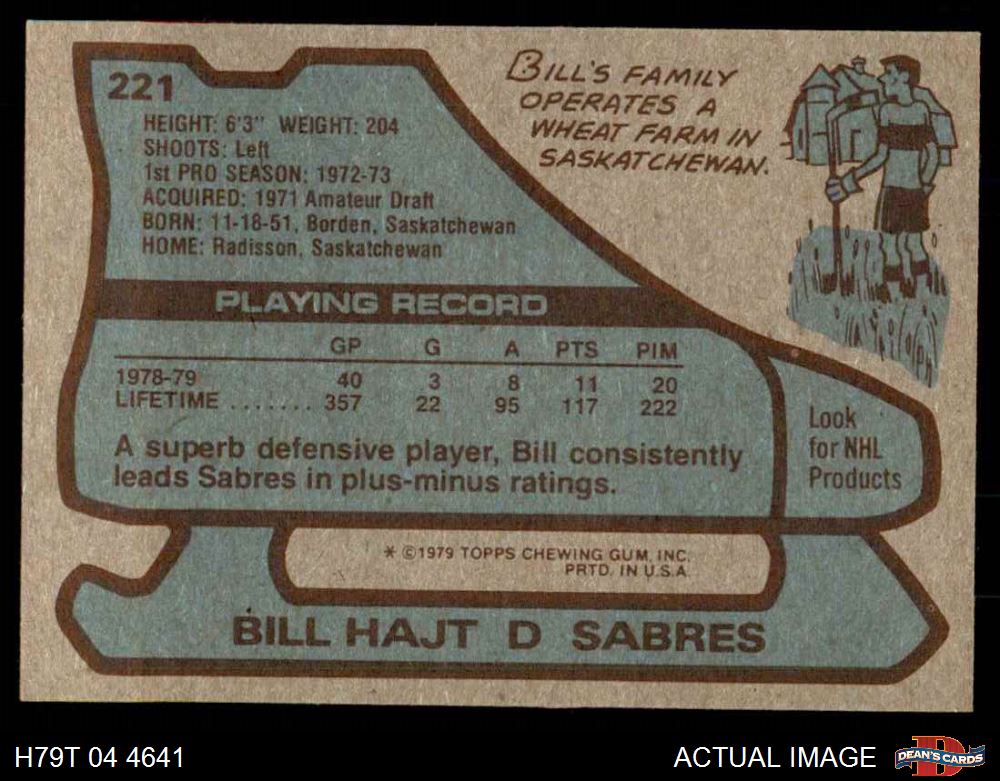 221
HEIGHT: 6'3" WEIGHT: 204
SHOOTS: Left
1st PRO SEASON: 1972-73
ACQUIRED: 1971 Amateur Draft
BORN: 11-18-51, Borden, Saskatchewan
HOME: Radisson, Saskatchewan
BILL'S FAMILY
OPERATES A
WHEAT FARM IN
SASKATCHEWAN.
PLAYING RECORD
GP G A PTS PIM
1978-79 40 3 8 11 20
LIFETIME ....... 357 22 95 117 222
A superb defensive player, Bill consistently
leads Sabres in plus-minus ratings.
Look
for NHL
Products
* ©1979 TOPPS CHEWING GUM, INC.
PRTD. IN U.S.A.
BILL HAJT D SABRES
H79T 04 4641
ACTUAL IMAGE
D
DEAN'S CARDS